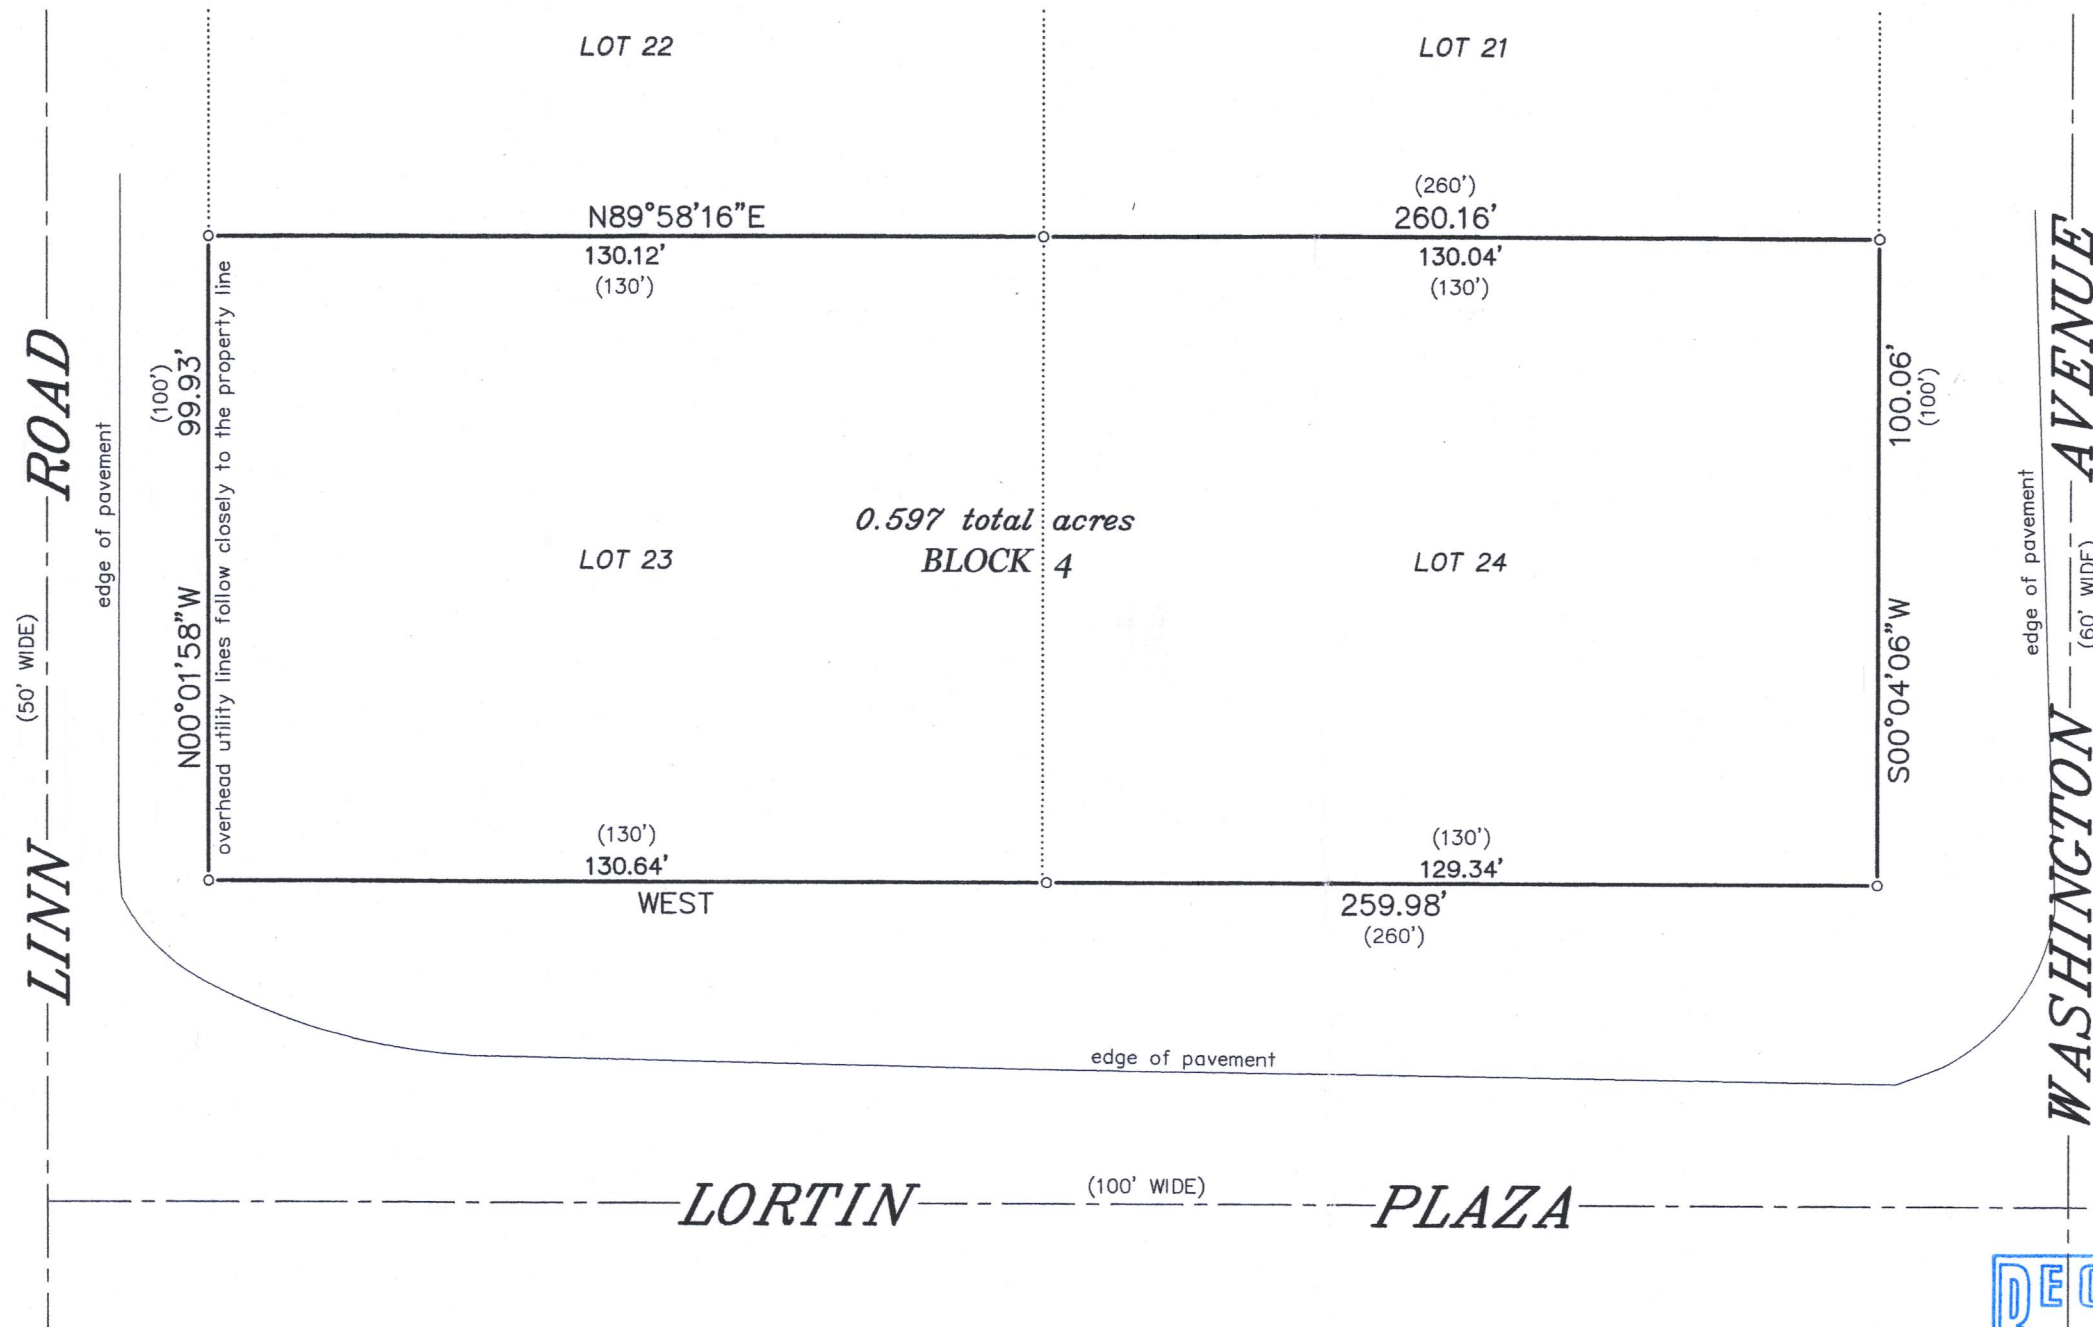 LOT 22
LOT 21
(260')
N89°58'16"E
260.16'
130.12'
(130')
130.04'
(130')
LINN ROAD
(50' WIDE)
edge of pavement
(100')
99.93'
N00°01'58"W
overhead utility lines follow closely to the property line
0.597 total acres
BLOCK 4
LOT 23
LOT 24
100.06'
(100')
S00°04'06"W
edge of pavement
WASHINGTON AVENUE
(60' WIDE)
(130')
130.64'
(130')
129.34'
WEST
259.98'
(260')
edge of pavement
LORTIN PLAZA
(100' WIDE)